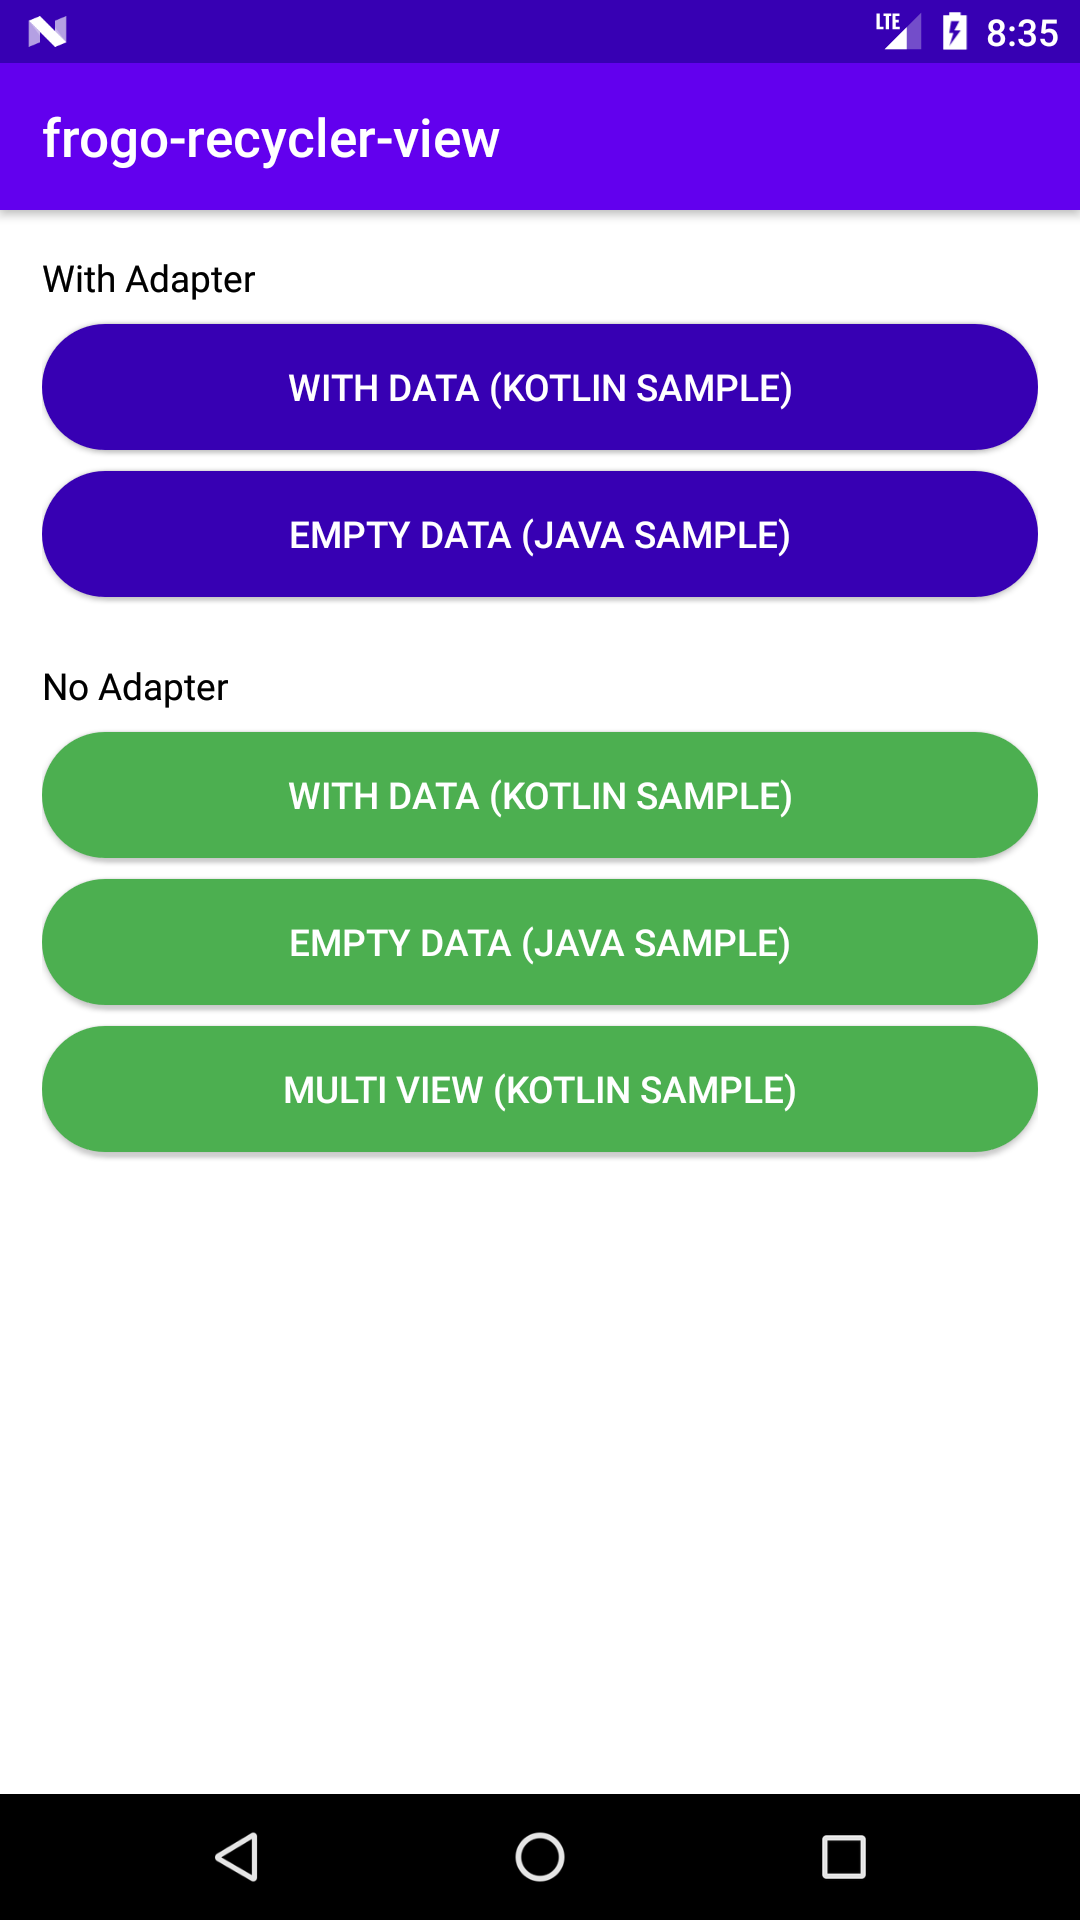 LTE 8:35
frogo-recycler-view
With Adapter
WITH DATA (KOTLIN SAMPLE)
EMPTY DATA (JAVA SAMPLE)
No Adapter
WITH DATA (KOTLIN SAMPLE)
EMPTY DATA (JAVA SAMPLE)
MULTI VIEW (KOTLIN SAMPLE)